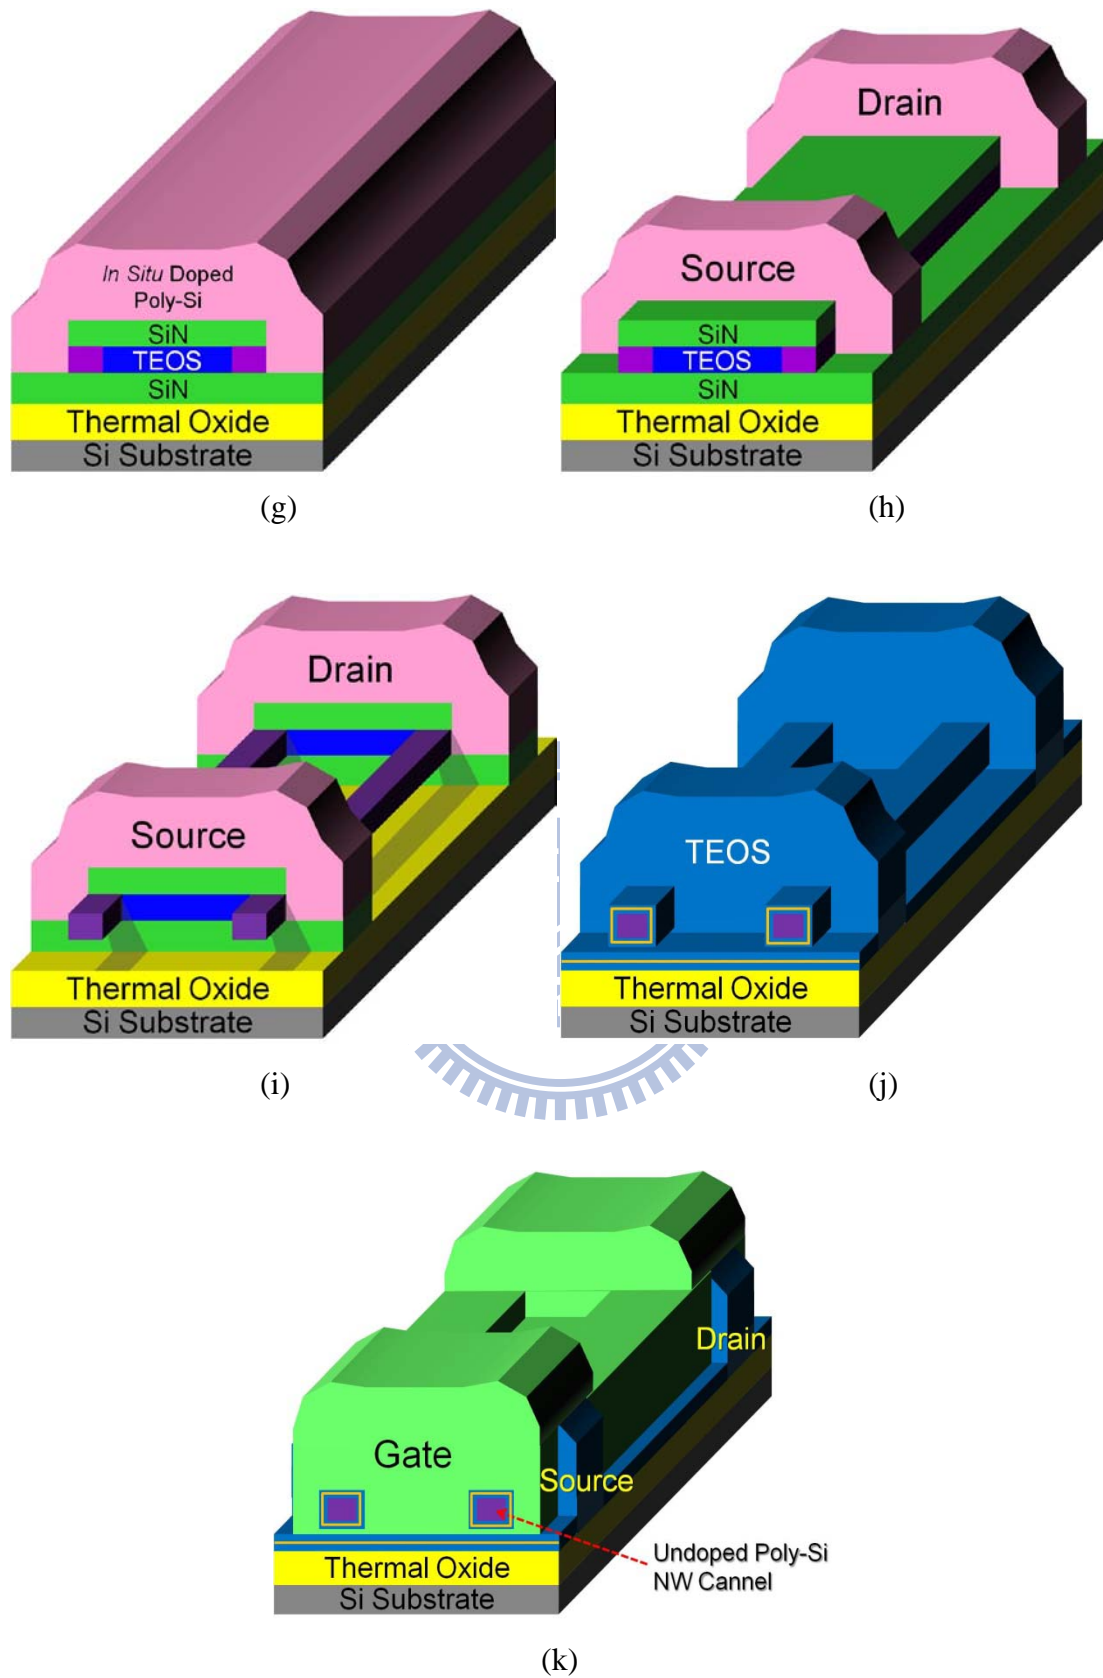 In Situ Doped
Poly-Si
SiN
TEOS
SiN
Thermal Oxide
Si Substrate
(g)
Drain
Source
SiN
TEOS
SiN
Thermal Oxide
Si Substrate
(h)
Drain
Source
Thermal Oxide
Si Substrate
(i)
TEOS
Thermal Oxide
Si Substrate
(j)
Drain
Gate
Source
Undoped Poly-Si
NW Cannel
Thermal Oxide
Si Substrate
(k)